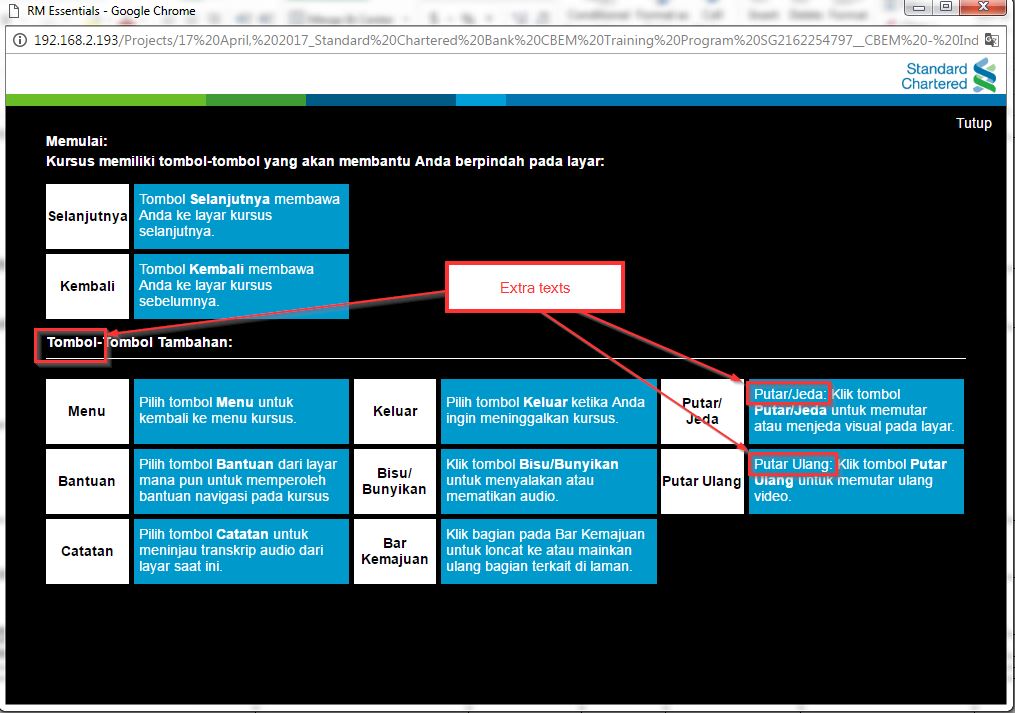 RM Essentials - Google Chrome
192.168.2.193/Projects/17%20April,%202017_Standard%20Chartered%20Bank%20CBEM%20Training%20Program%20SG2162254797__CBEM%20-%20Ind
Standard
Chartered
Tutup
Memulai:
Kursus memiliki tombol-tombol yang akan membantu Anda berpindah pada layar:
Selanjutnya
Tombol Selanjutnya membawa
Anda ke layar kursus
selanjutnya.
Kembali
Tombol Kembali membawa
Anda ke layar kursus
sebelumnya.
Extra texts
Tombol-Tombol Tambahan:
Menu
Pilih tombol Menu untuk
kembali ke menu kursus.
Keluar
Pilih tombol Keluar ketika Anda
ingin meninggalkan kursus.
Putar/
Jeda
Putar/Jeda: Klik tombol
Putar/Jeda untuk memutar
atau menjeda visual pada layar.
Bantuan
Pilih tombol Bantuan dari layar
mana pun untuk memperoleh
bantuan navigasi pada kursus
Bisu/
Bunyikan
Klik tombol Bisu/Bunyikan
untuk menyalakan atau
mematikan audio.
Putar Ulang
Putar Ulang: Klik tombol Putar
Ulang untuk memutar ulang
video.
Catatan
Pilih tombol Catatan untuk
meninjau transkrip audio dari
layar saat ini.
Bar
Kemajuan
Klik bagian pada Bar Kemajuan
untuk loncat ke atau mainkan
ulang bagian terkait di laman.